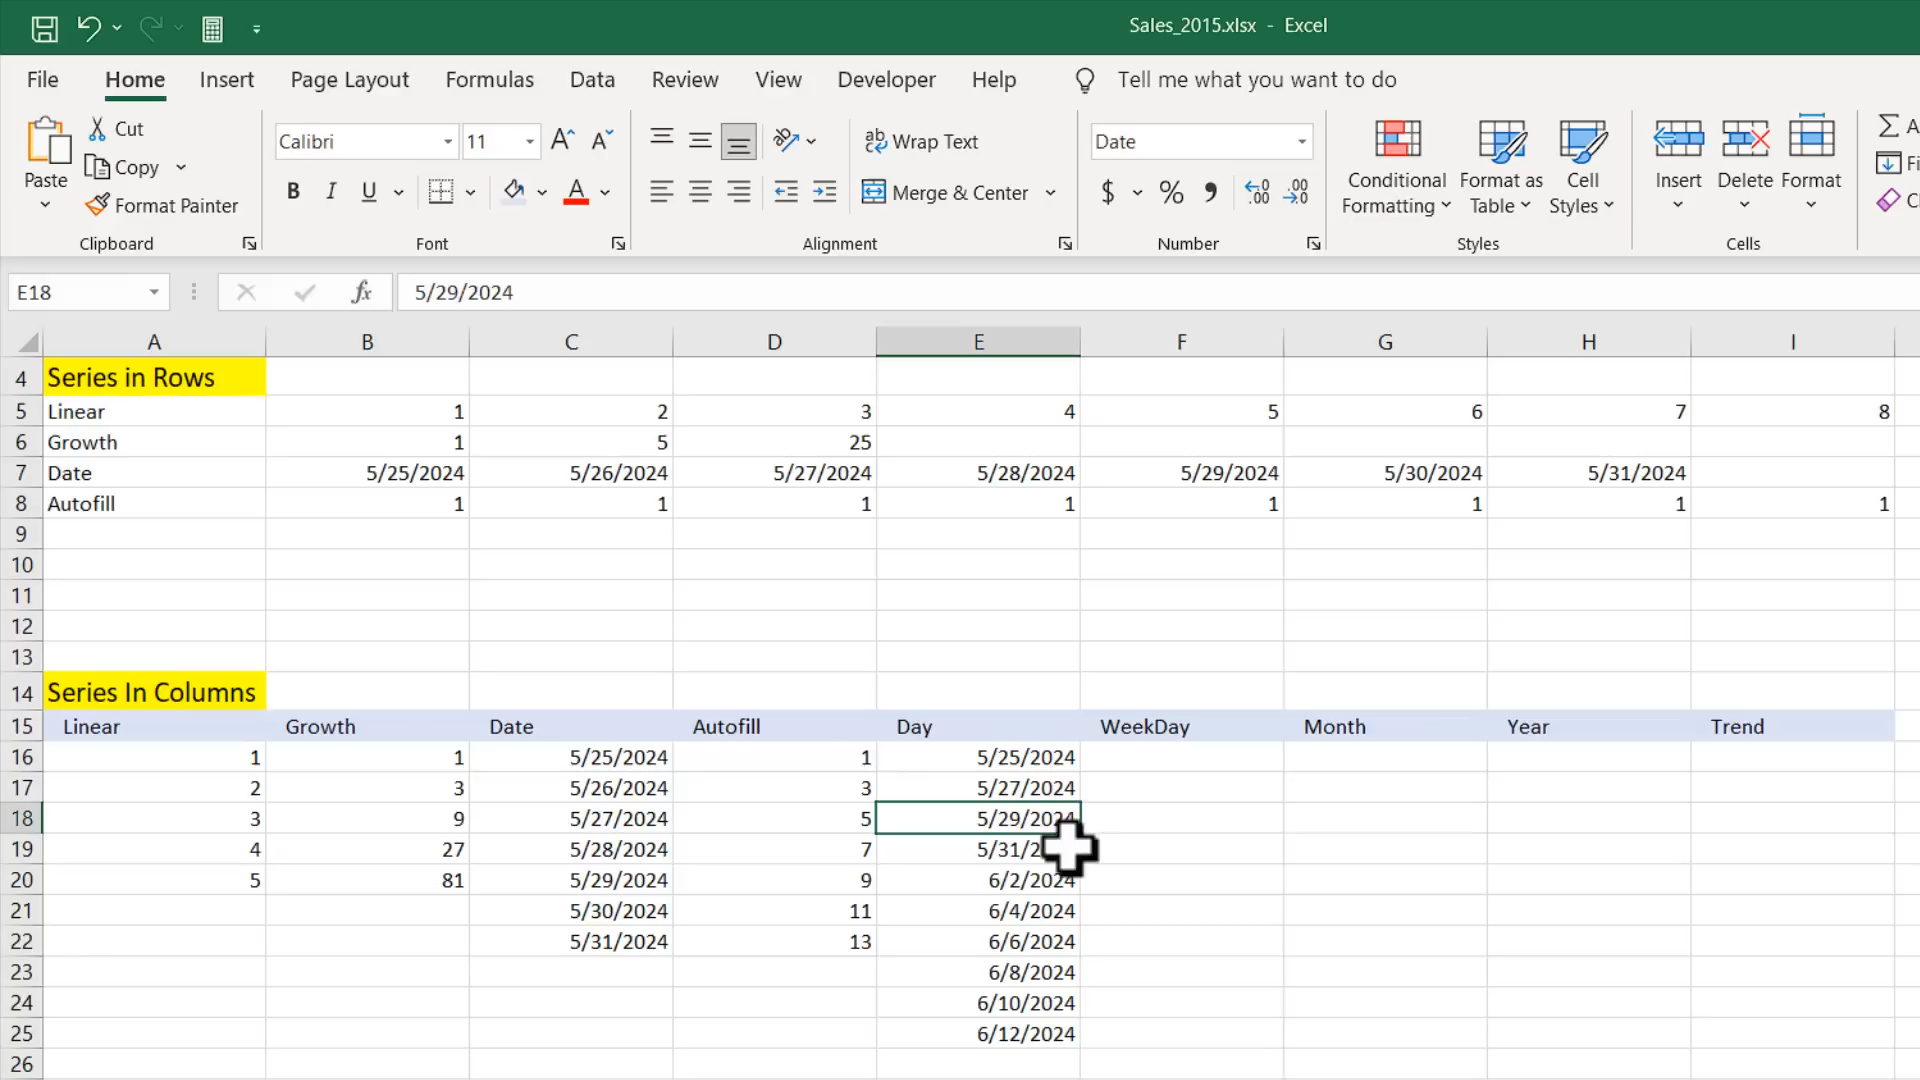 Sales_2015.xlsx - Excel
File Home Insert Page Layout Formulas Data Review View Developer Help Tell me what you want to do
Paste
Cut
Copy
Format Painter
Clipboard
Calibri 11 A A
B I U A
Font
ab Wrap Text
Merge & Center
Alignment
Date
$ % , .00 .00
Number
Conditional Formatting
Format as Table
Cell Styles
Styles
Insert Delete Format
Cells
Σ
E18 fx 5/29/2024
A B C D E F G H I
4 Series in Rows
5 Linear 1 2 3 4 5 6 7 8
6 Growth 1 5 25
7 Date 5/25/2024 5/26/2024 5/27/2024 5/28/2024 5/29/2024 5/30/2024 5/31/2024
8 Autofill 1 1 1 1 1 1 1 1
9
10
11
12
13
14 Series In Columns
15 Linear Growth Date Autofill Day WeekDay Month Year Trend
16 1 1 5/25/2024 1 5/25/2024
17 2 3 5/26/2024 3 5/27/2024
18 3 9 5/27/2024 5 5/29/2024
19 4 27 5/28/2024 7 5/31/2
20 5 81 5/29/2024 9 6/2/2024
21 5/30/2024 11 6/4/2024
22 5/31/2024 13 6/6/2024
23 6/8/2024
24 6/10/2024
25 6/12/2024
26